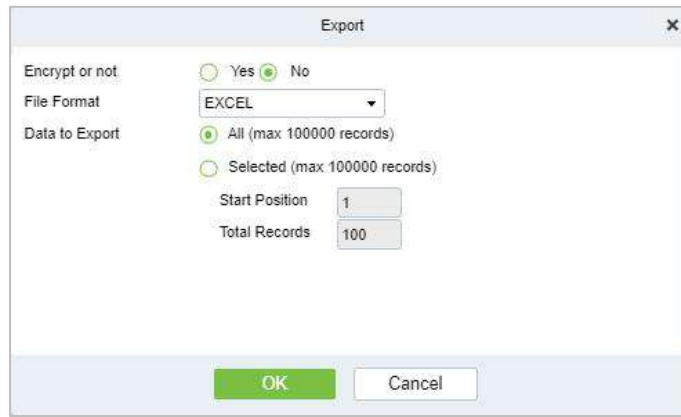 Export
Encrypt or not Yes No
File Format EXCEL
Data to Export All (max 100000 records)
Selected (max 100000 records)
Start Position 1
Total Records 100
OK Cancel